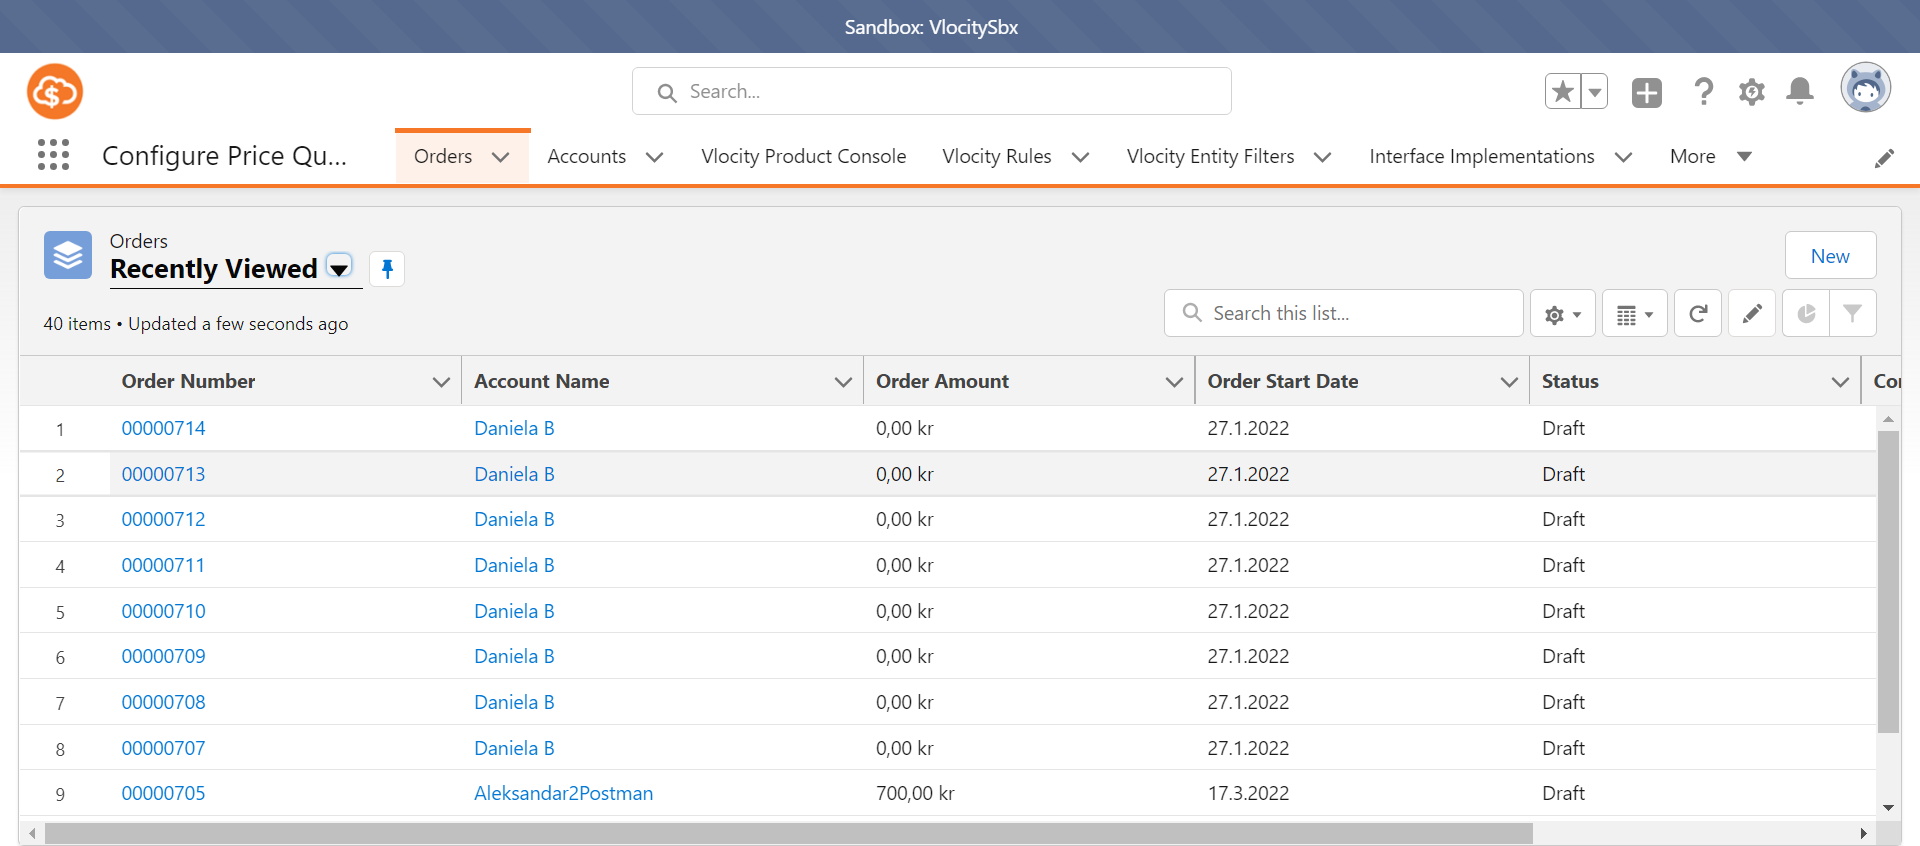 Sandbox: VlocitySbx
Search...
Configure Price Qu... Orders Accounts Vlocity Product Console Vlocity Rules Vlocity Entity Filters Interface Implementations More
Orders
Recently Viewed
New
40 items • Updated a few seconds ago
Search this list...
Order Number Account Name Order Amount Order Start Date Status Co
1 00000714 Daniela B 0,00 kr 27.1.2022 Draft
2 00000713 Daniela B 0,00 kr 27.1.2022 Draft
3 00000712 Daniela B 0,00 kr 27.1.2022 Draft
4 00000711 Daniela B 0,00 kr 27.1.2022 Draft
5 00000710 Daniela B 0,00 kr 27.1.2022 Draft
6 00000709 Daniela B 0,00 kr 27.1.2022 Draft
7 00000708 Daniela B 0,00 kr 27.1.2022 Draft
8 00000707 Daniela B 0,00 kr 27.1.2022 Draft
9 00000705 Aleksandar2Postman 700,00 kr 17.3.2022 Draft